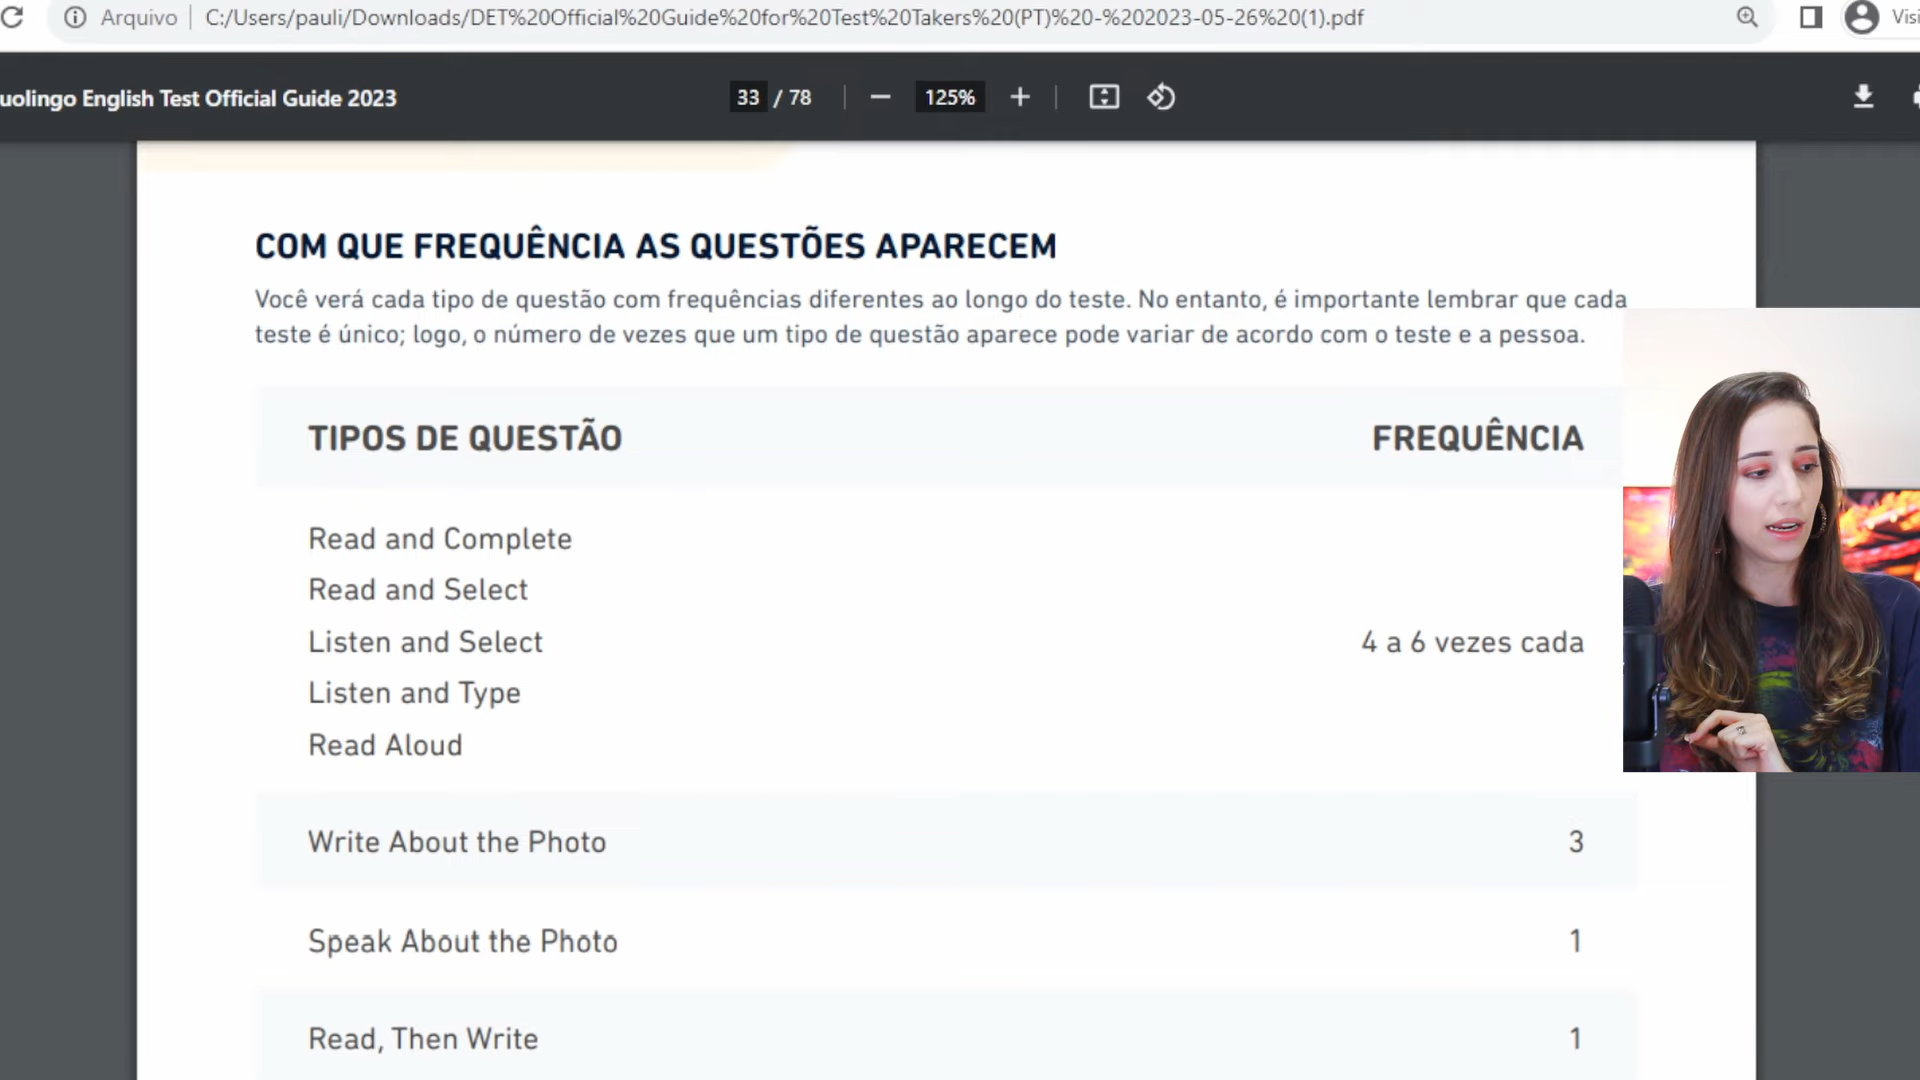 Arquivo C:/Users/pauli/Downloads/DET%20Official%20Guide%20for%20Test%20Takers%20(PT)%20-%202023-05-26%20(1).pdf Visi
uolingo English Test Official Guide 2023 33 / 78 125%
COM QUE FREQUÊNCIA AS QUESTÕES APARECEM
Você verá cada tipo de questão com frequências diferentes ao longo do teste. No entanto, é importante lembrar que cada
teste é único; logo, o número de vezes que um tipo de questão aparece pode variar de acordo com o teste e a pessoa.
TIPOS DE QUESTÃO FREQUÊNCIA
Read and Complete
Read and Select
Listen and Select 4 a 6 vezes cada
Listen and Type
Read Aloud
Write About the Photo 3
Speak About the Photo 1
Read, Then Write 1